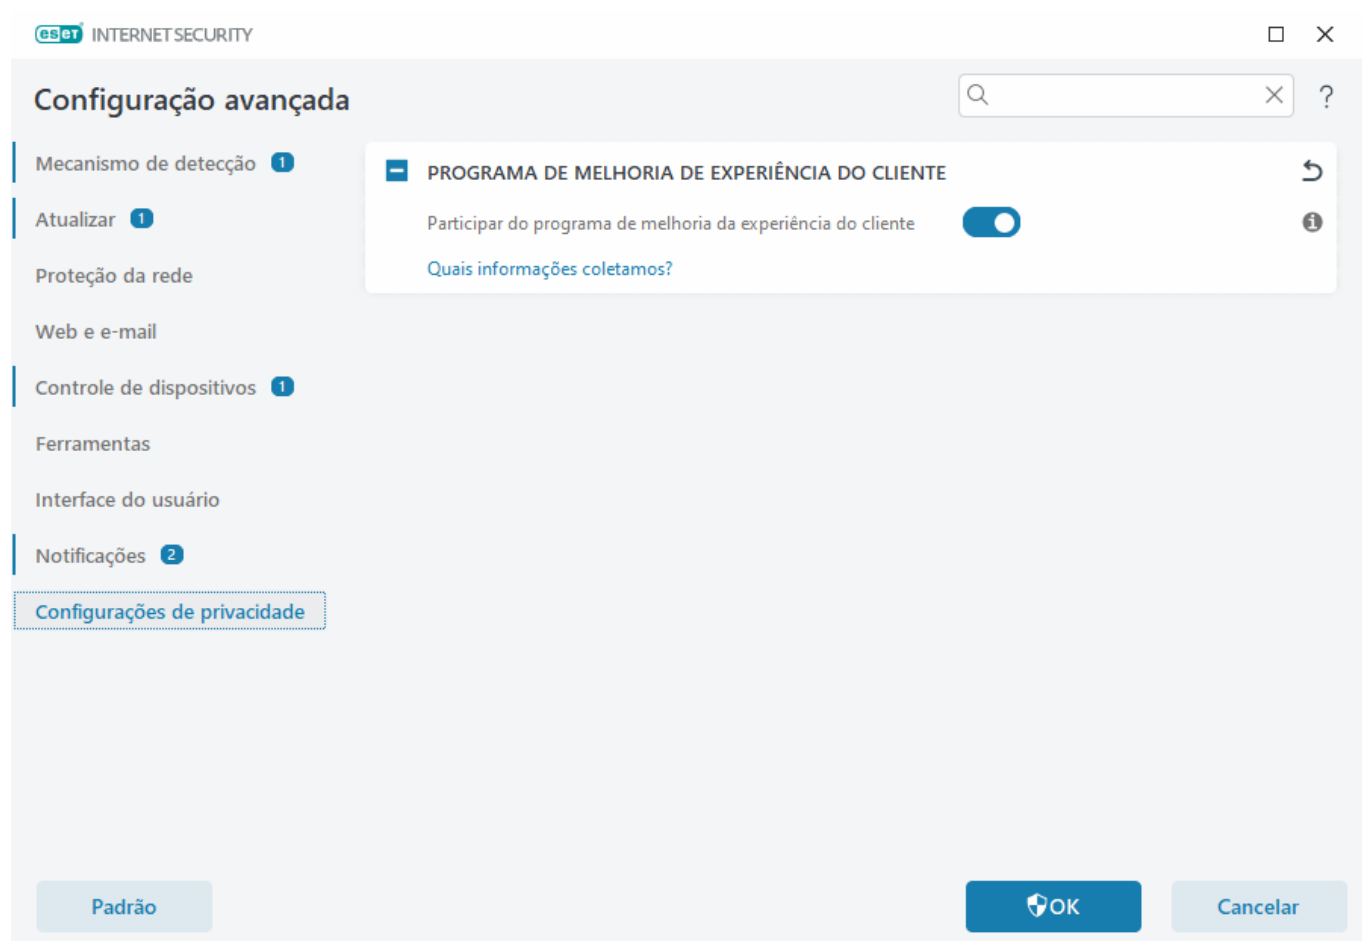 eset INTERNET SECURITY
Configuração avançada
?
Mecanismo de detecção 1
Atualizar 1
Proteção da rede
Web e e-mail
Controle de dispositivos 1
Ferramentas
Interface do usuário
Notificações 2
Configurações de privacidade
PROGRAMA DE MELHORIA DE EXPERIÊNCIA DO CLIENTE
Participar do programa de melhoria da experiência do cliente
Quais informações coletamos?
Padrão
OK
Cancelar